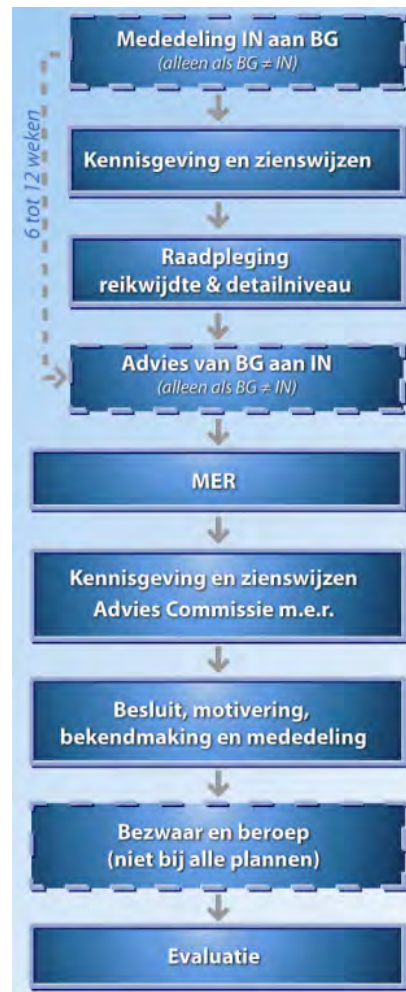 Mededeling IN aan BG
(alleen als BG ≠ IN)
6 tot 12 weken
Kennisgeving en zienswijzen
Raadpleging
reikwijdte & detailniveau
Advies van BG aan IN
(alleen als BG ≠ IN)
MER
Kennisgeving en zienswijzen
Advies Commissie m.e.r.
Besluit, motivering,
bekendmaking en mededeling
Bezwaar en beroep
(niet bij alle plannen)
Evaluatie